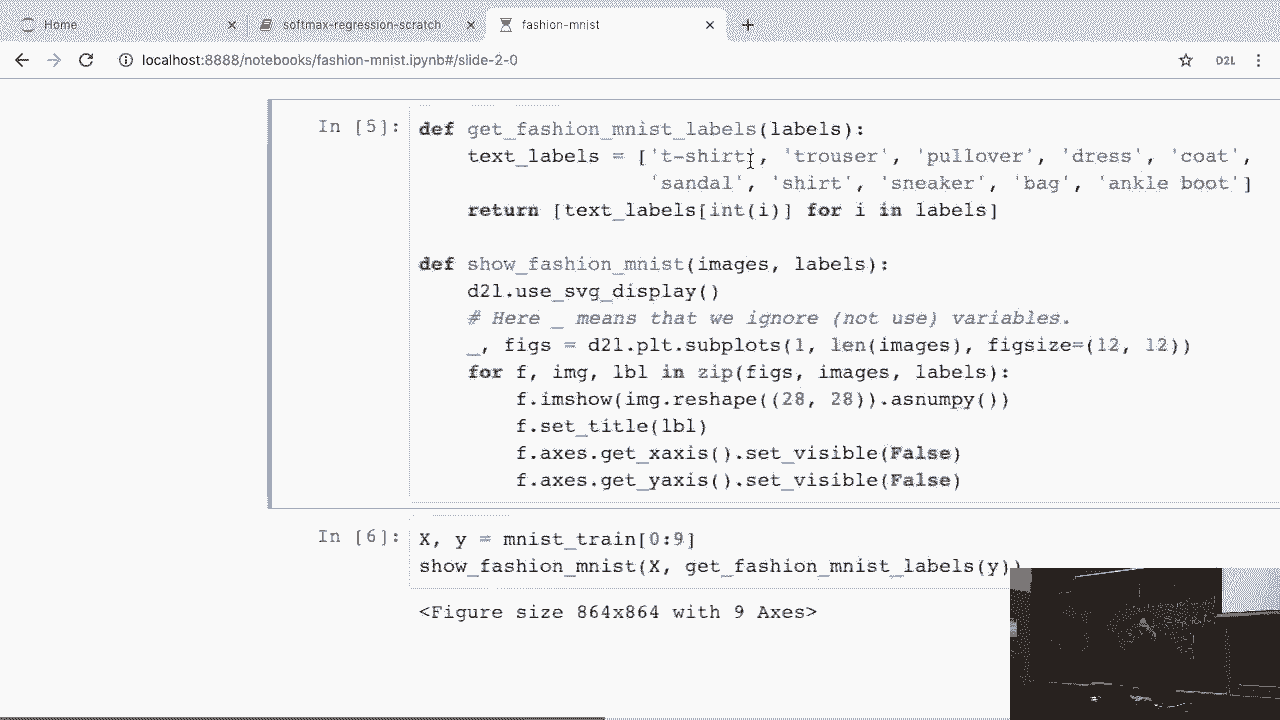 Home
softmax-regression-scratch
fashion-mnist
localhost:8888/notebooks/fashion-mnist.ipynb#/slide-2-0
D2L
In [5]:
def get_fashion_mnist_labels(labels):
    text_labels = ['t-shirt', 'trouser', 'pullover', 'dress', 'coat',
                   'sandal', 'shirt', 'sneaker', 'bag', 'ankle boot']
    return [text_labels[int(i)] for i in labels]
def show_fashion_mnist(images, labels):
    d2l.use_svg_display()
    # Here _ means that we ignore (not use) variables.
    _, figs = d2l.plt.subplots(1, len(images), figsize=(12, 12))
    for f, img, lbl in zip(figs, images, labels):
        f.imshow(img.reshape((28, 28)).asnumpy())
        f.set_title(lbl)
        f.axes.get_xaxis().set_visible(False)
        f.axes.get_yaxis().set_visible(False)
In [6]:
X, y = mnist_train[0:9]
show_fashion_mnist(X, get_fashion_mnist_labels(y))
<Figure size 864x864 with 9 Axes>